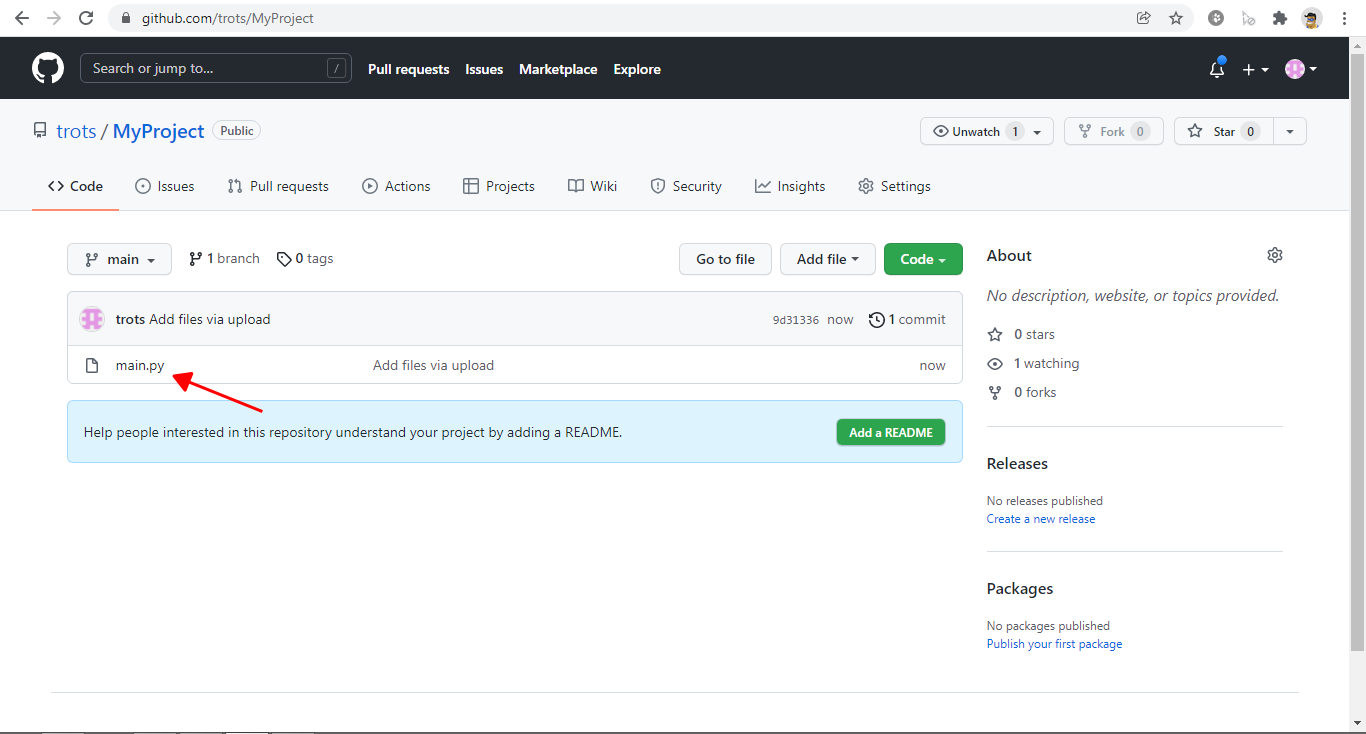 github.com/trots/MyProject
Search or jump to... /
Pull requests Issues Marketplace Explore
trots / MyProject Public
Unwatch 1 Fork 0 Star 0
Code Issues Pull requests Actions Projects Wiki Security Insights Settings
main 1 branch 0 tags
Go to file Add file Code
trots Add files via upload 9d31336 now 1 commit
main.py Add files via upload now
Help people interested in this repository understand your project by adding a README. Add a README
About
No description, website, or topics provided.
0 stars
1 watching
0 forks
Releases
No releases published
Create a new release
Packages
No packages published
Publish your first package